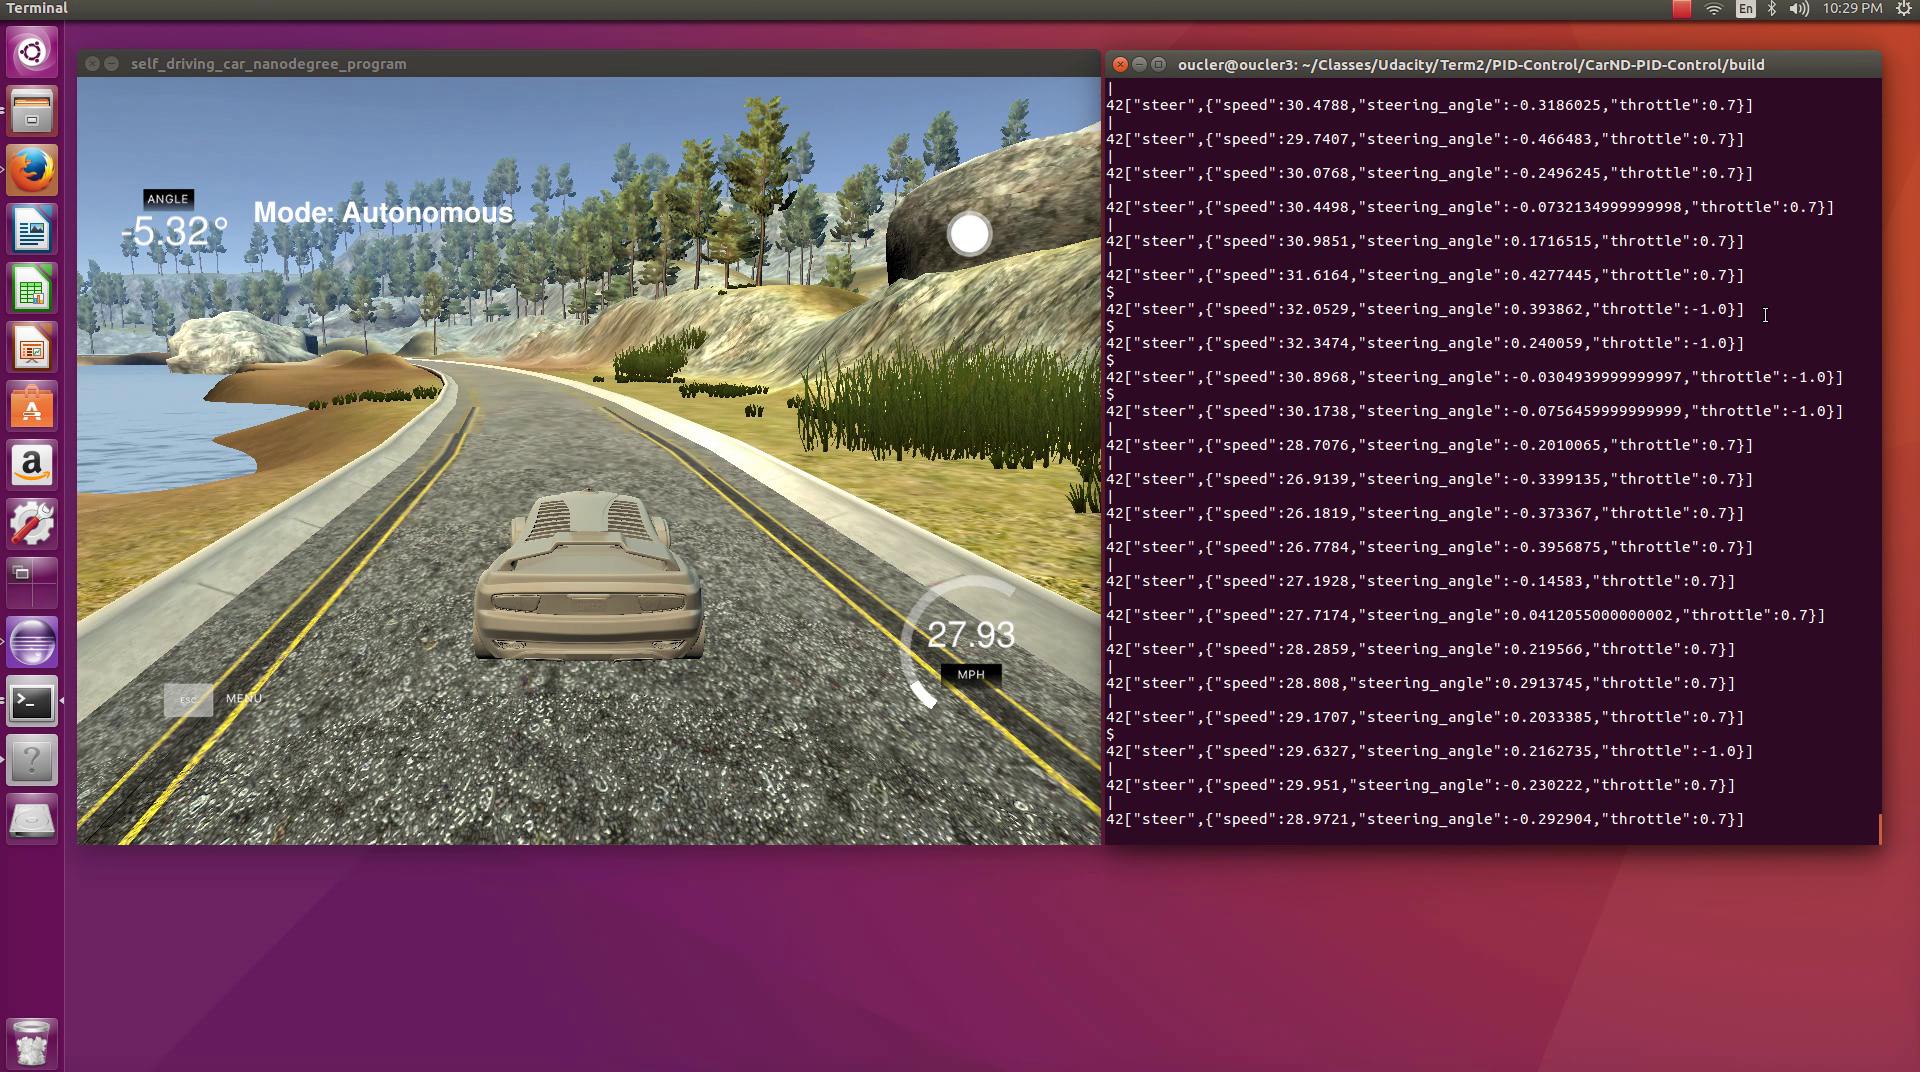 Terminal
En
10:29 PM
self_driving_car_nanodegree_program
ANGLE
-5.32°
Mode: Autonomous
27.93
MPH
ESC
MENU
a
oucler@oucler3: ~/Classes/Udacity/Term2/PID-Control/CarND-PID-Control/build
|
42["steer",{"speed":30.4788,"steering_angle":-0.3186025,"throttle":0.7}]
|
42["steer",{"speed":29.7407,"steering_angle":-0.466483,"throttle":0.7}]
|
42["steer",{"speed":30.0768,"steering_angle":-0.2496245,"throttle":0.7}]
|
42["steer",{"speed":30.4498,"steering_angle":-0.0732134999999998,"throttle":0.7}]
|
42["steer",{"speed":30.9851,"steering_angle":0.1716515,"throttle":0.7}]
|
42["steer",{"speed":31.6164,"steering_angle":0.4277445,"throttle":0.7}]
$
42["steer",{"speed":32.0529,"steering_angle":0.393862,"throttle":-1.0}]
$
42["steer",{"speed":32.3474,"steering_angle":0.240059,"throttle":-1.0}]
$
42["steer",{"speed":30.8968,"steering_angle":-0.0304939999999997,"throttle":-1.0}]
$
42["steer",{"speed":30.1738,"steering_angle":-0.0756459999999999,"throttle":-1.0}]
|
42["steer",{"speed":28.7076,"steering_angle":-0.2010065,"throttle":0.7}]
|
42["steer",{"speed":26.9139,"steering_angle":-0.3399135,"throttle":0.7}]
|
42["steer",{"speed":26.1819,"steering_angle":-0.373367,"throttle":0.7}]
|
42["steer",{"speed":26.7784,"steering_angle":-0.3956875,"throttle":0.7}]
|
42["steer",{"speed":27.1928,"steering_angle":-0.14583,"throttle":0.7}]
|
42["steer",{"speed":27.7174,"steering_angle":0.0412055000000002,"throttle":0.7}]
|
42["steer",{"speed":28.2859,"steering_angle":0.219566,"throttle":0.7}]
|
42["steer",{"speed":28.808,"steering_angle":0.2913745,"throttle":0.7}]
|
42["steer",{"speed":29.1707,"steering_angle":0.2033385,"throttle":0.7}]
$
42["steer",{"speed":29.6327,"steering_angle":0.2162735,"throttle":-1.0}]
|
42["steer",{"speed":29.951,"steering_angle":-0.230222,"throttle":0.7}]
|
42["steer",{"speed":28.9721,"steering_angle":-0.292904,"throttle":0.7}]